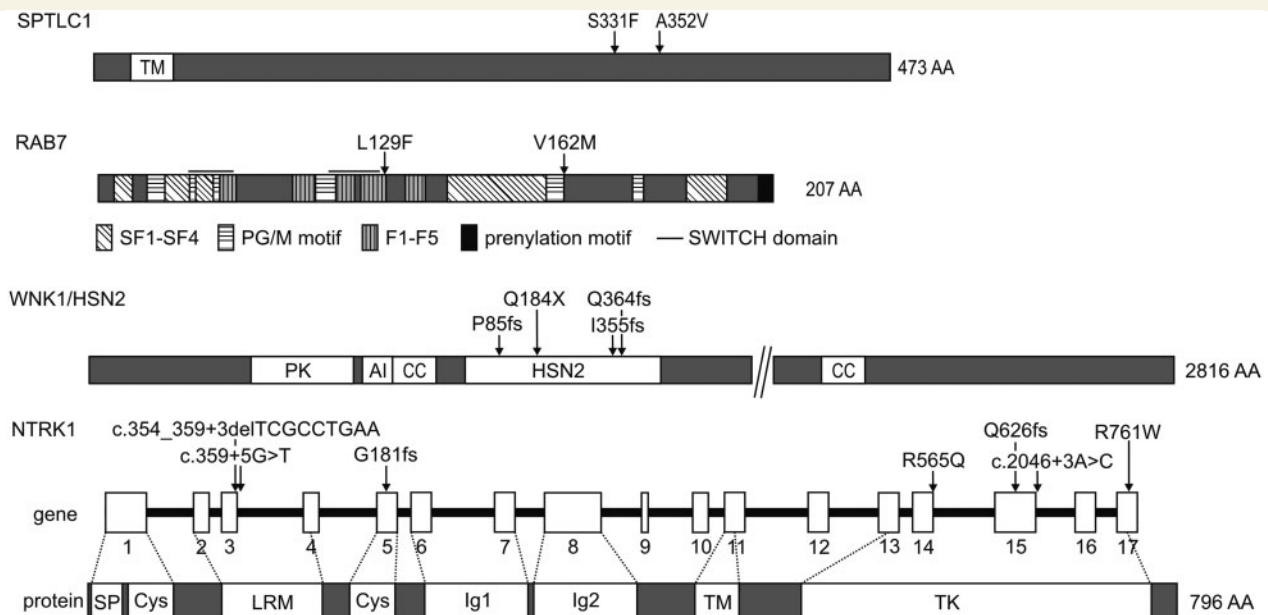 SPTLC1
S331F A352V
TM
473 AA
RAB7
L129F V162M
207 AA
SF1-SF4 PG/M motif F1-F5 prenylation motif SWITCH domain
WNK1/HSN2
Q184X Q364fs
P85fs I355fs
PK AI CC HSN2 CC
2816 AA
NTRK1
c.354_359+3delTCGCCTGAA
c.359+5G>T G181fs R565Q Q626fs c.2046+3A>C R761W
gene
1 2 3 4 5 6 7 8 9 10 11 12 13 14 15 16 17
protein SP Cys LRM Cys Ig1 Ig2 TM TK 796 AA